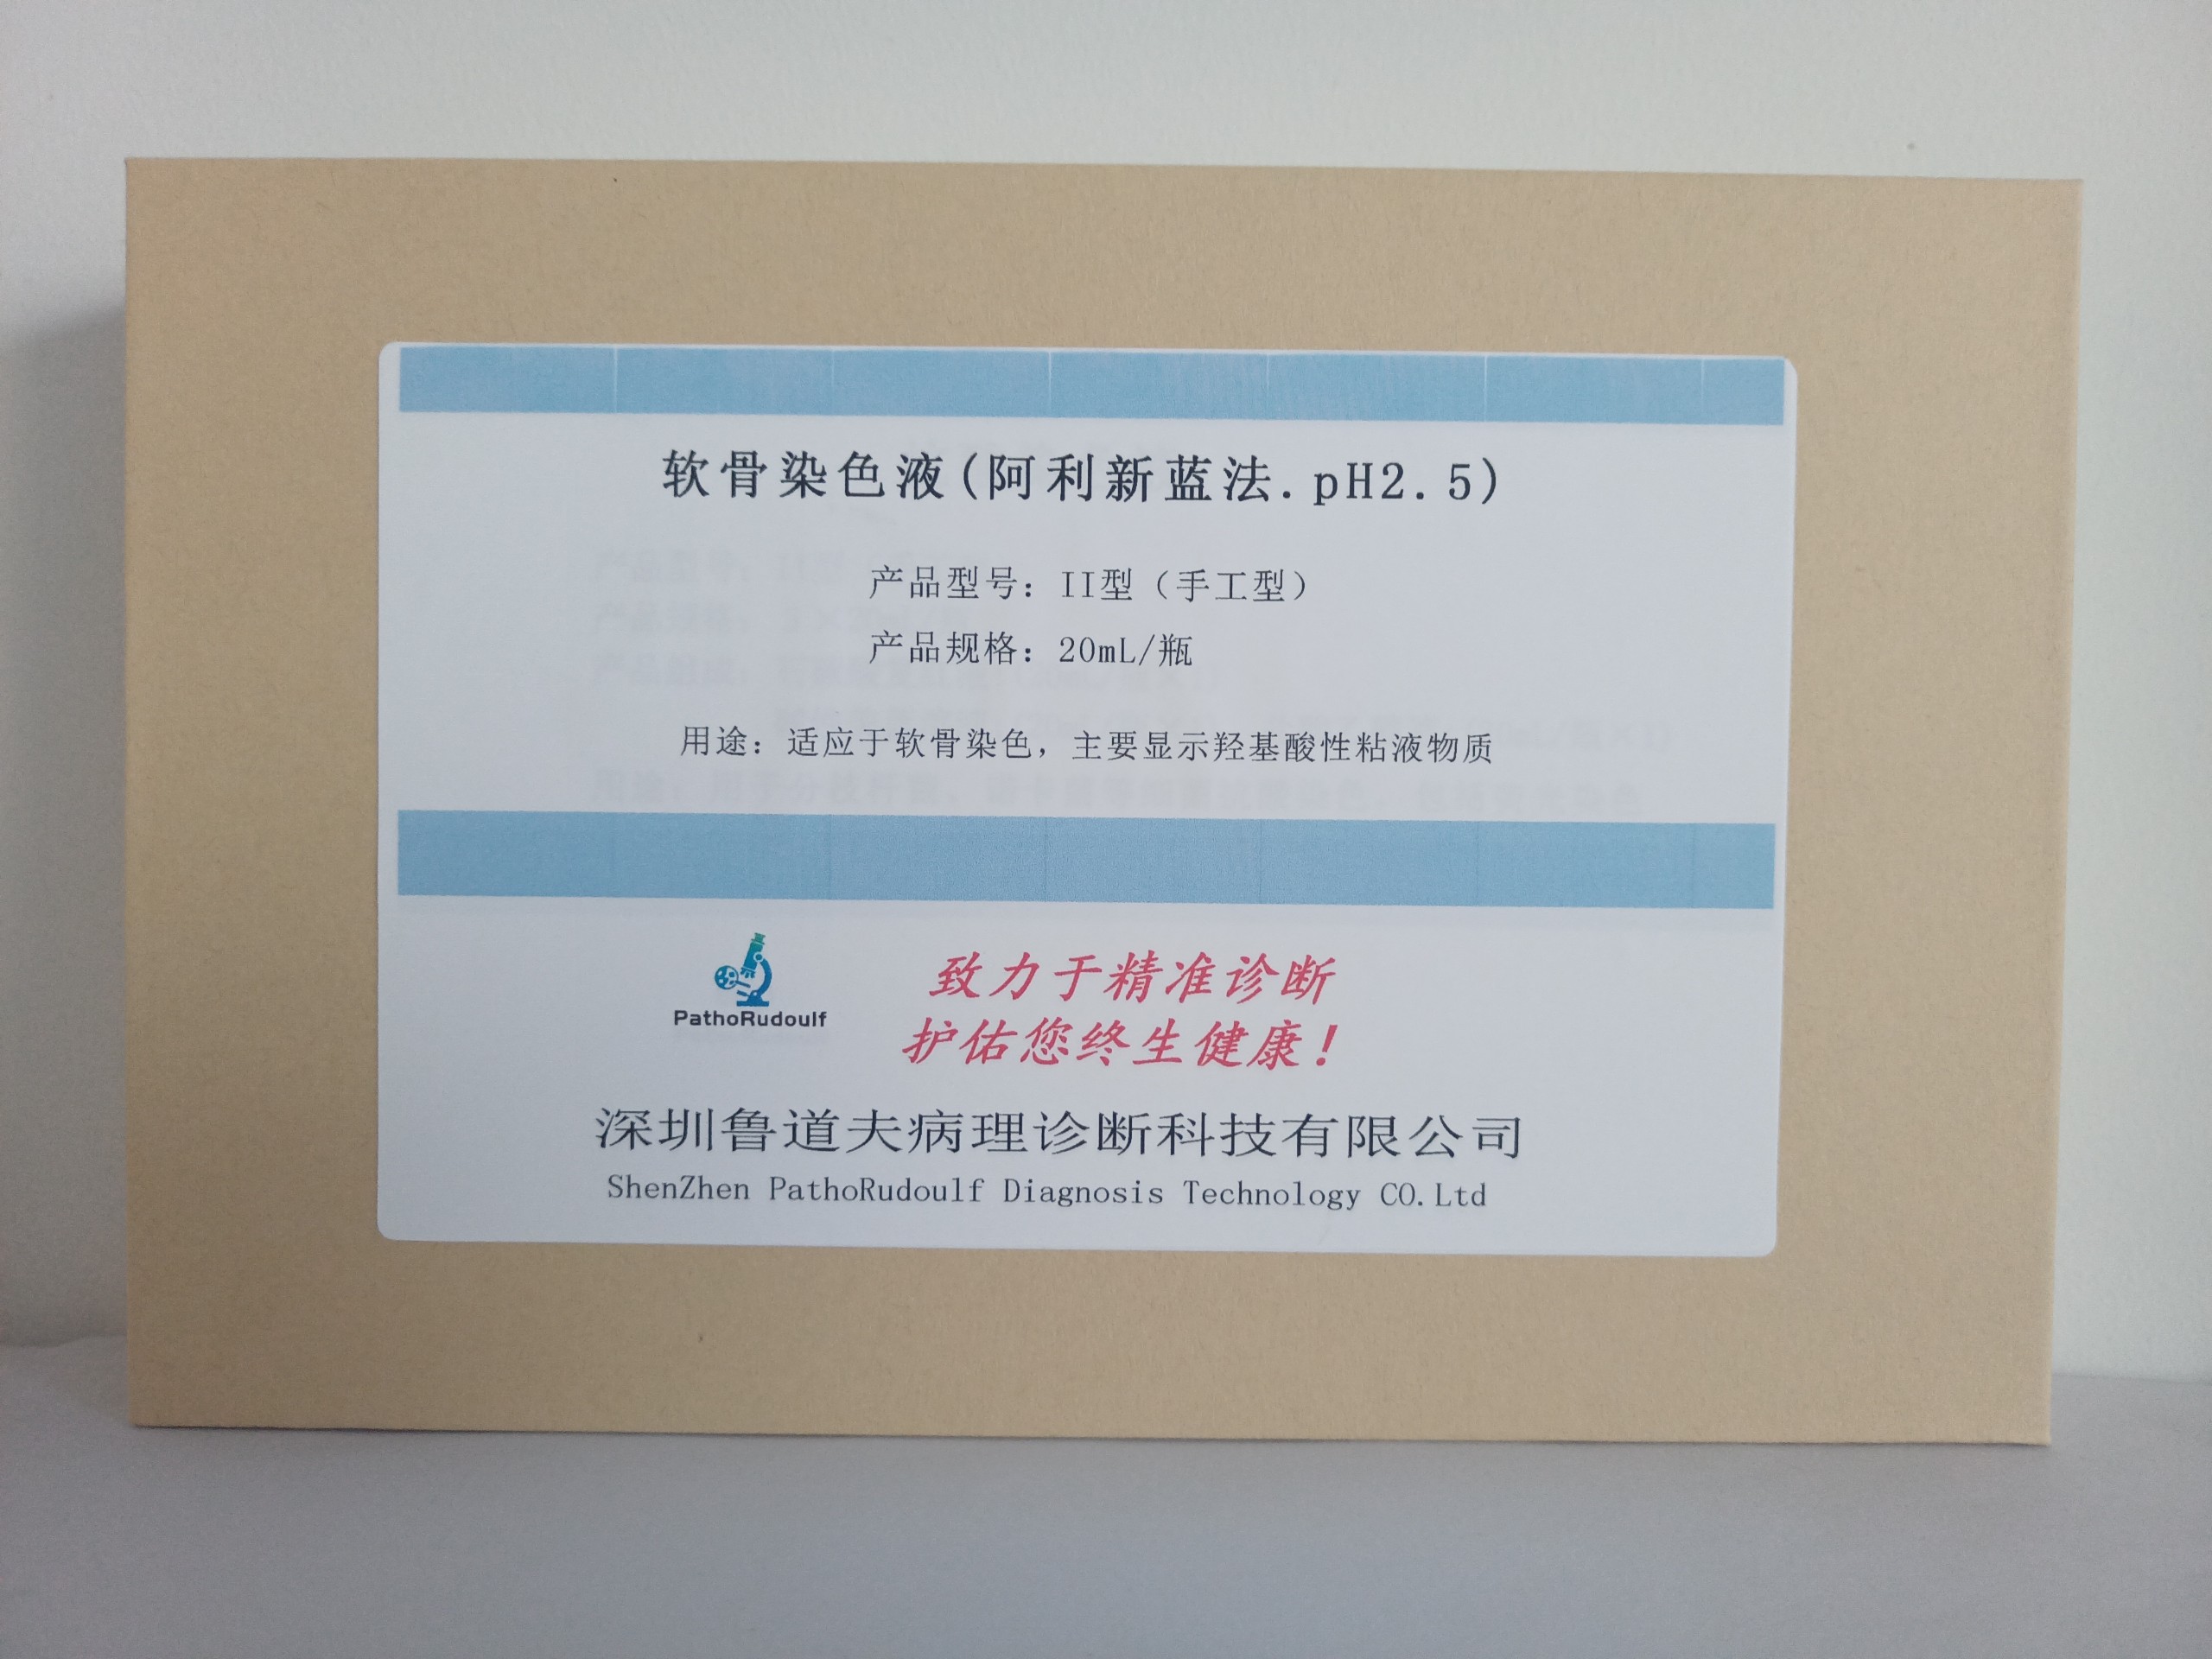 软骨染色液(阿利新蓝法.pH2.5)
产品型号：II型（手工型）
产品规格：20mL/瓶
用途：适应于软骨染色，主要显示羟基酸性粘液物质
PathoRudoulf
致力于精准诊断
护佑您终生健康！
深圳鲁道夫病理诊断科技有限公司
ShenZhen PathoRudoulf Diagnosis Technology CO.Ltd